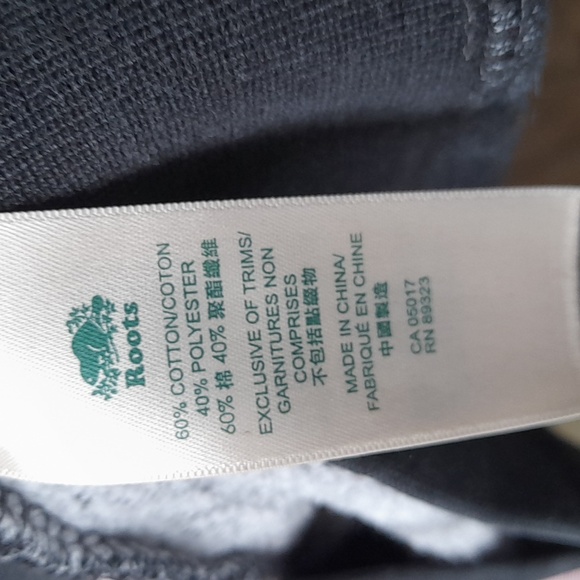 Roots
60% COTTON/COTON
40% POLYESTER
60% 棉 40% 聚酯纖維
EXCLUSIVE OF TRIMS/
GARNITURES NON
COMPRISES
不包括點綴物
MADE IN CHINA/
FABRIQUÉ EN CHINE
中國製造
CA 05017
RN 89323